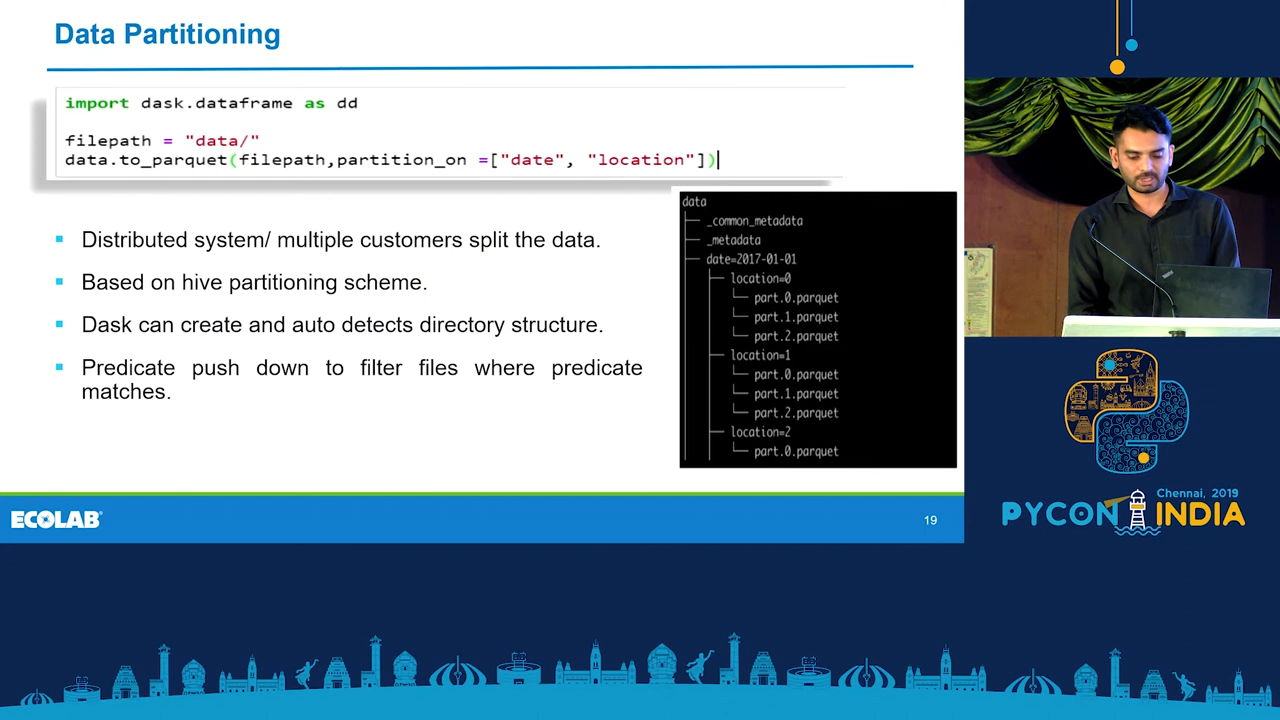 Data Partitioning
import dask.dataframe as dd
filepath = "data/"
data.to_parquet(filepath,partition_on =["date", "location"])
▪ Distributed system/ multiple customers split the data.
▪ Based on hive partitioning scheme.
▪ Dask can create and auto detects directory structure.
▪ Predicate push down to filter files where predicate
matches.
data
├── _common_metadata
├── _metadata
├── date=2017-01-01
│ ├── location=0
│ │ └── part.0.parquet
│ │ └── part.1.parquet
│ │ └── part.2.parquet
│ ├── location=1
│ │ └── part.0.parquet
│ │ └── part.1.parquet
│ │ └── part.2.parquet
│ ├── location=2
│ │ └── part.0.parquet
ECOLAB®
19
Chennai, 2019
PYCON INDIA